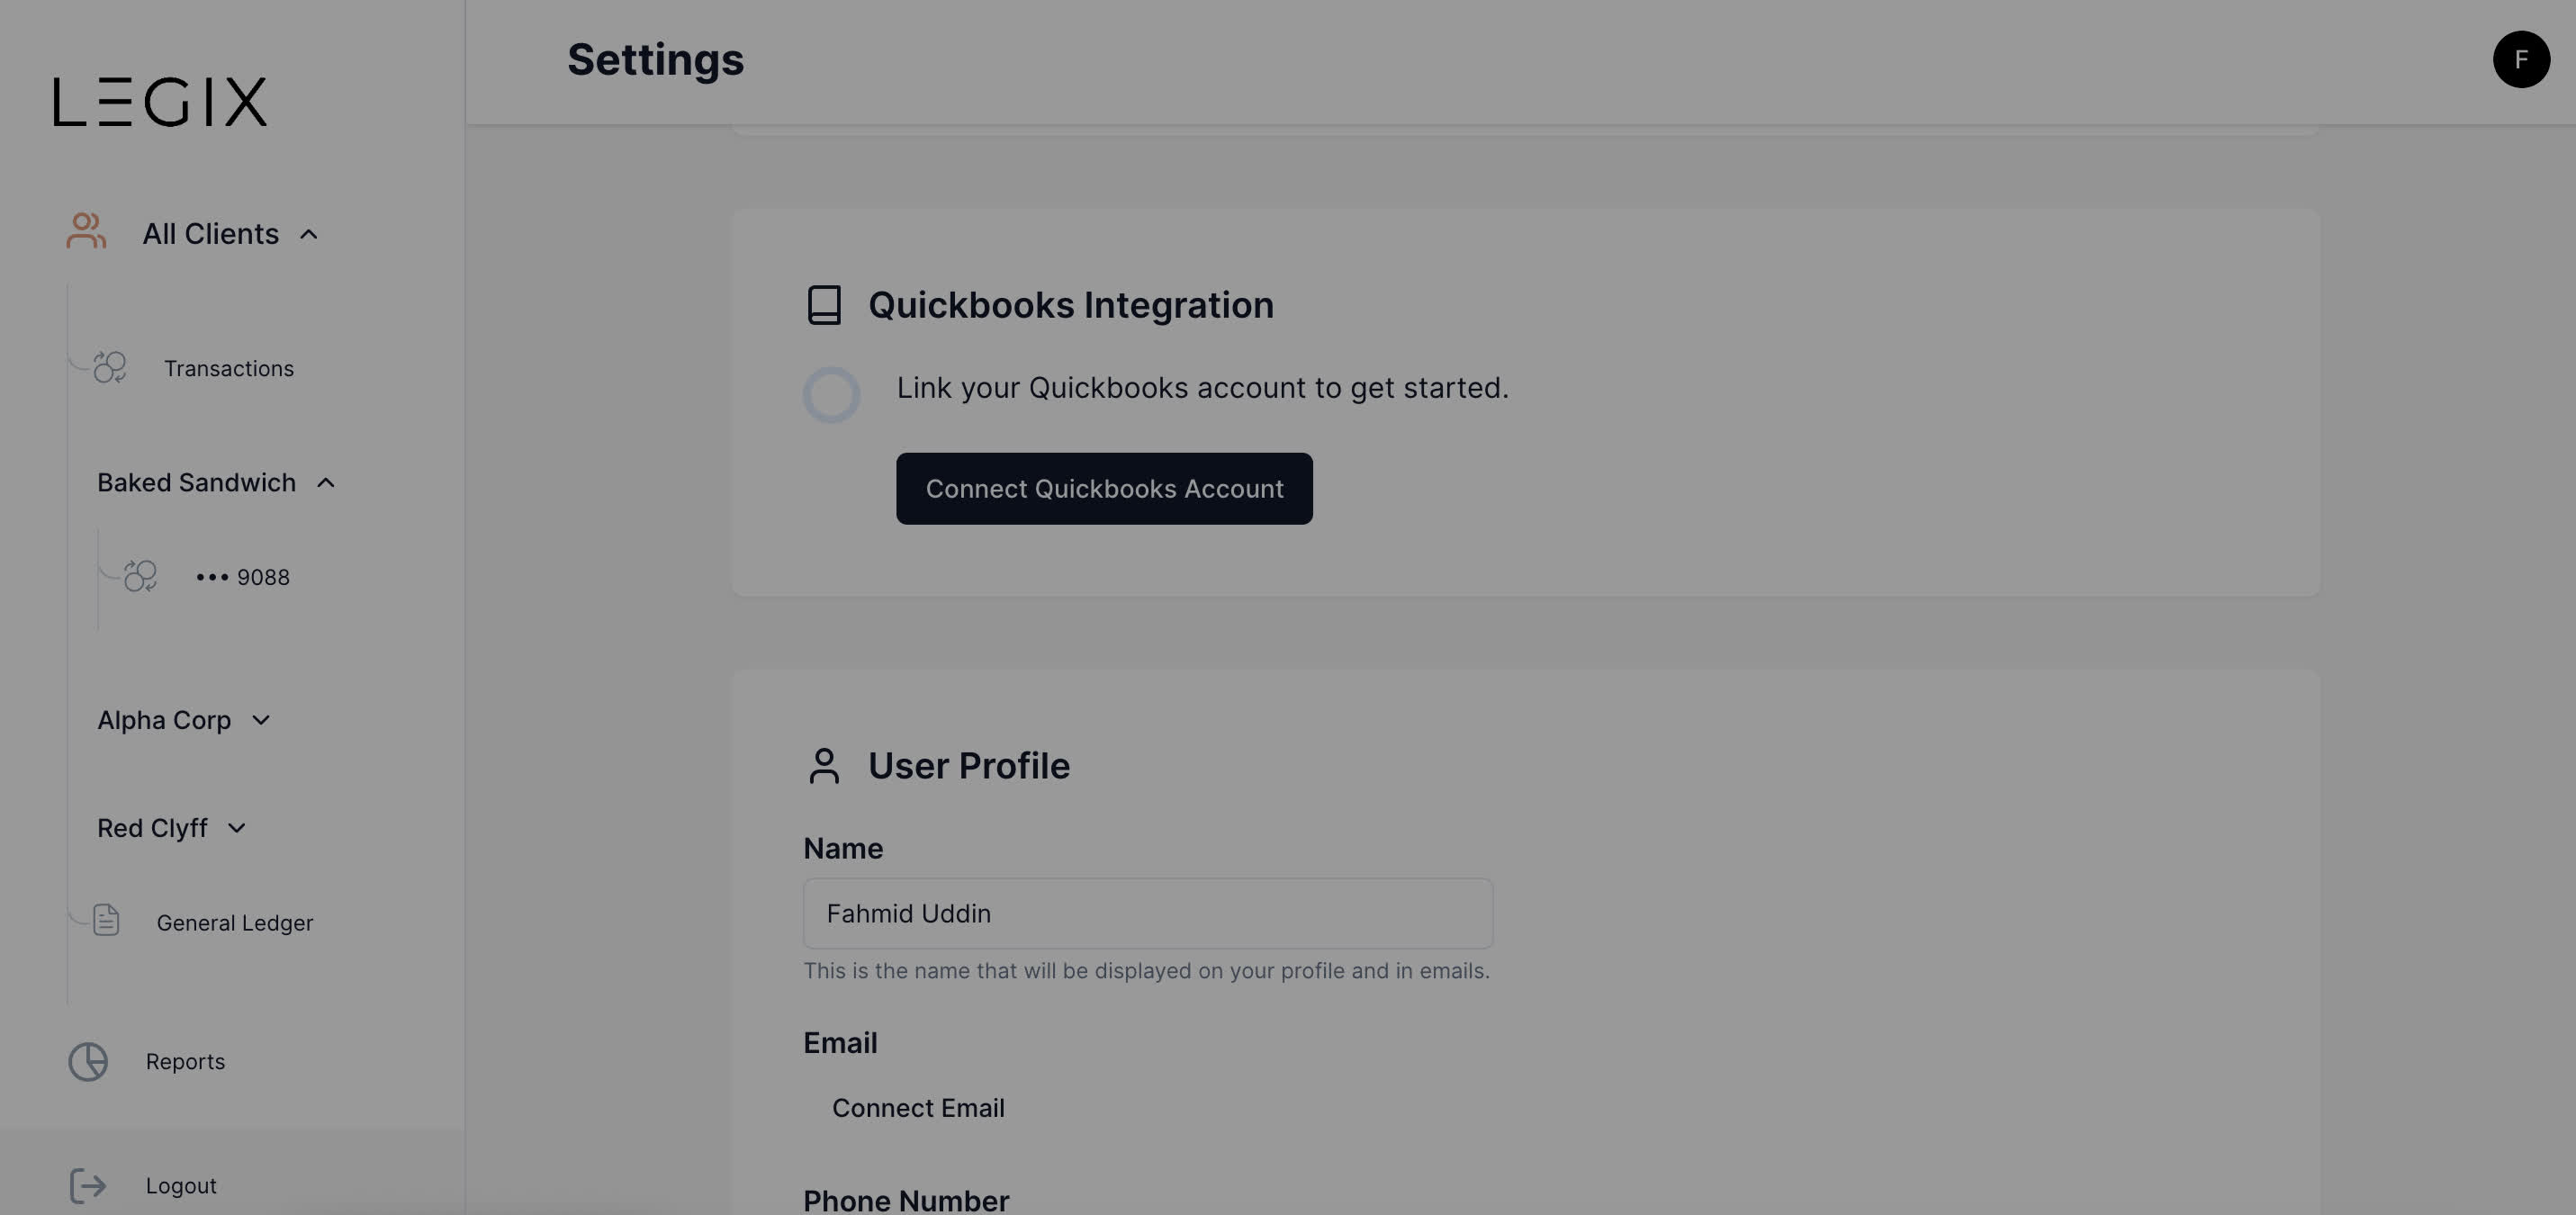 LEGIX
All Clients
Transactions
Baked Sandwich
••• 9088
Alpha Corp
Red Clyff
General Ledger
Reports
Logout
Settings
F
Quickbooks Integration
Link your Quickbooks account to get started.
Connect Quickbooks Account
User Profile
Name
Fahmid Uddin
This is the name that will be displayed on your profile and in emails.
Email
Connect Email
Phone Number